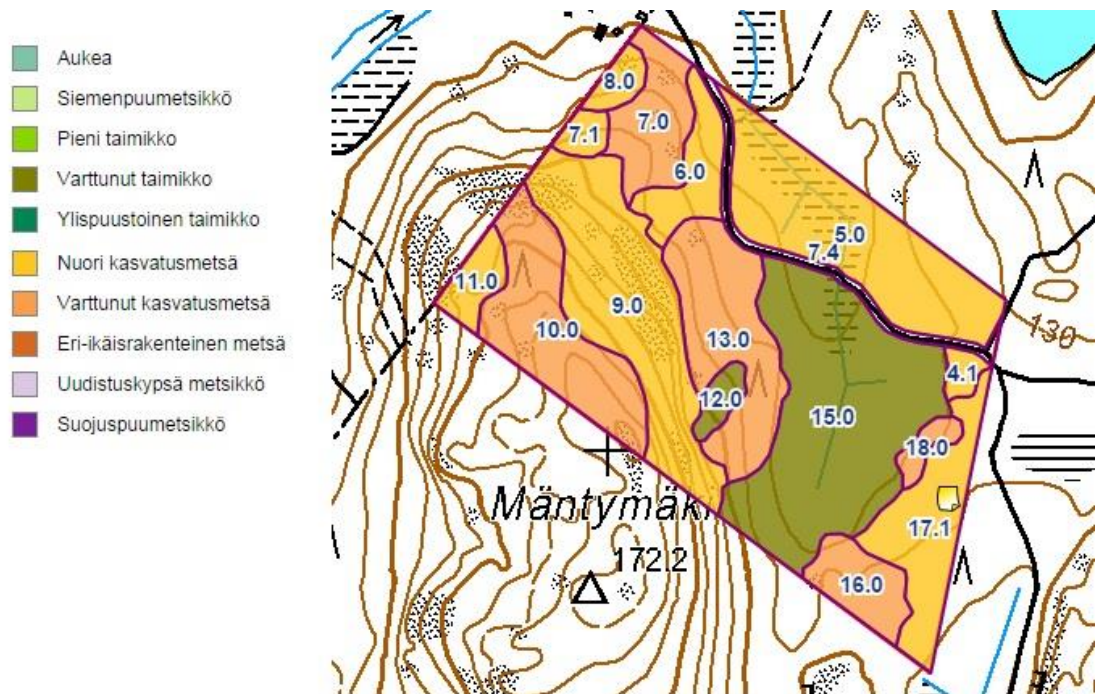 Aukea
Siemenpuumetsikkö
Pieni taimikko
Varttunut taimikko
Ylispuustoinen taimikko
Nuori kasvatusmetsä
Varttunut kasvatusmetsä
Eri-ikäisrakenteinen metsä
Uudistuskypsä metsikkö
Suojuspuumetsikkö
8.0
7.0
7.1
6.0
5.0
7.4
11.0
9.0
10.0
13.0
130
4.1
12.0
15.0
18.0
Mäntymäki
17.1
172.2
16.0